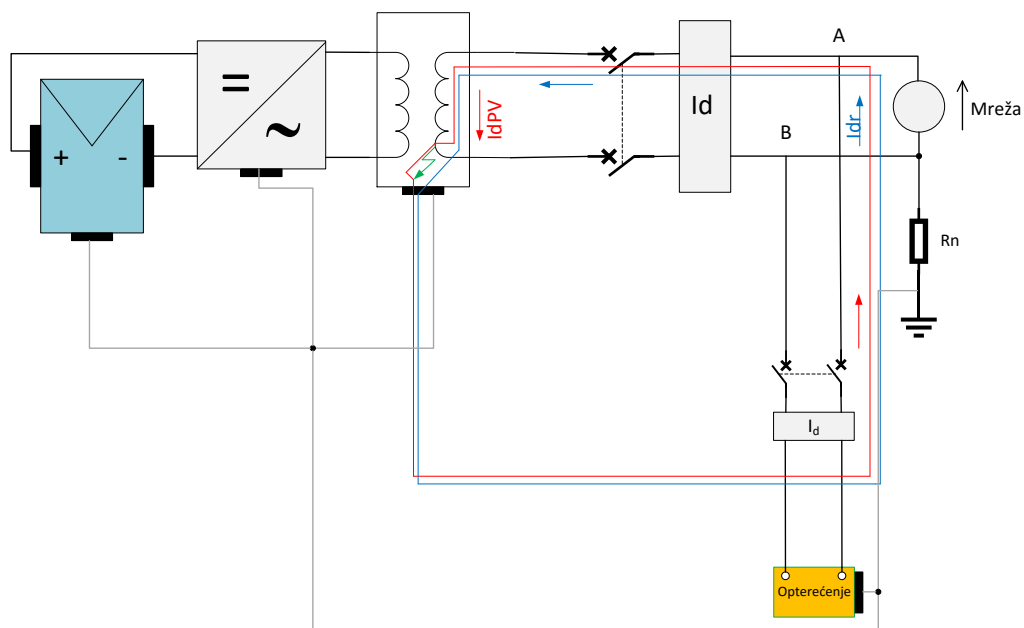 A
Id
Mreža
IdPV
Idr
B
+
-
=
~
Rn
Id
Opterećenje